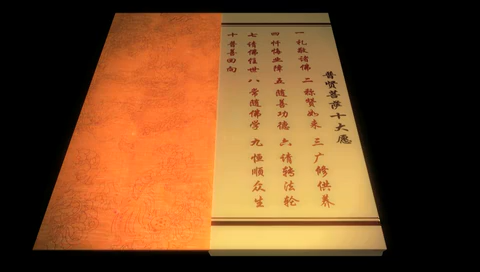 普贤菩萨十大愿
一礼敬诸佛二称赞如来三广修供养
四忏悔业障五随喜功德六请转法轮
七请佛住世八常随佛学九恒顺众生
十普皆回向